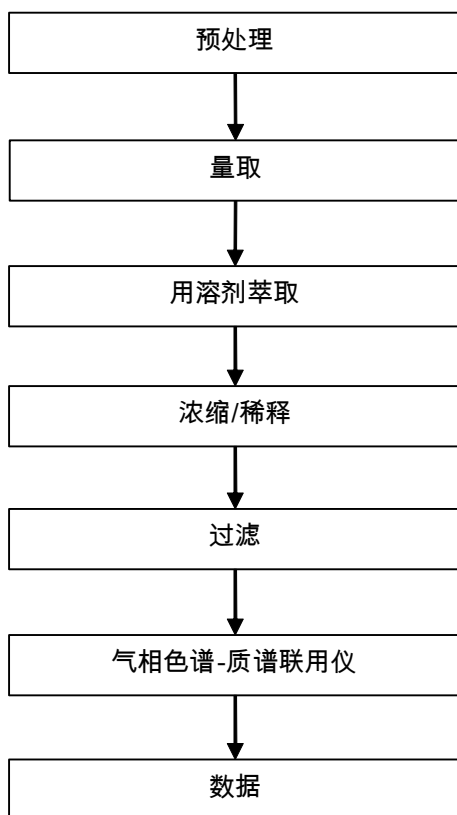 预处理
量取
用溶剂萃取
浓缩/稀释
过滤
气相色谱-质谱联用仪
数据